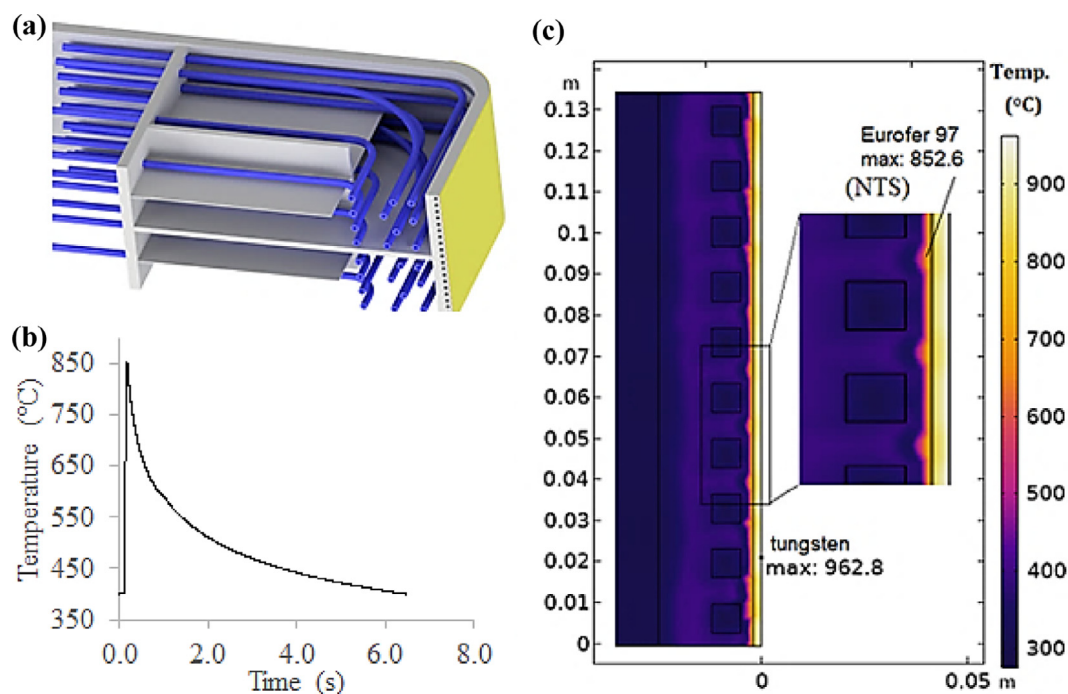 (a)
(b)
850
750
650
550
450
350
Temperature (°C)
0.0 2.0 4.0 6.0 8.0
Time (s)
(c)
m
0.13
0.12
0.11
0.1
0.09
0.08
0.07
0.06
0.05
0.04
0.03
0.02
0.01
0
0 0.05 m
Eurofer 97
max: 852.6
(NTS)
tungsten
max: 962.8
Temp.
(°C)
900
800
700
600
500
400
300